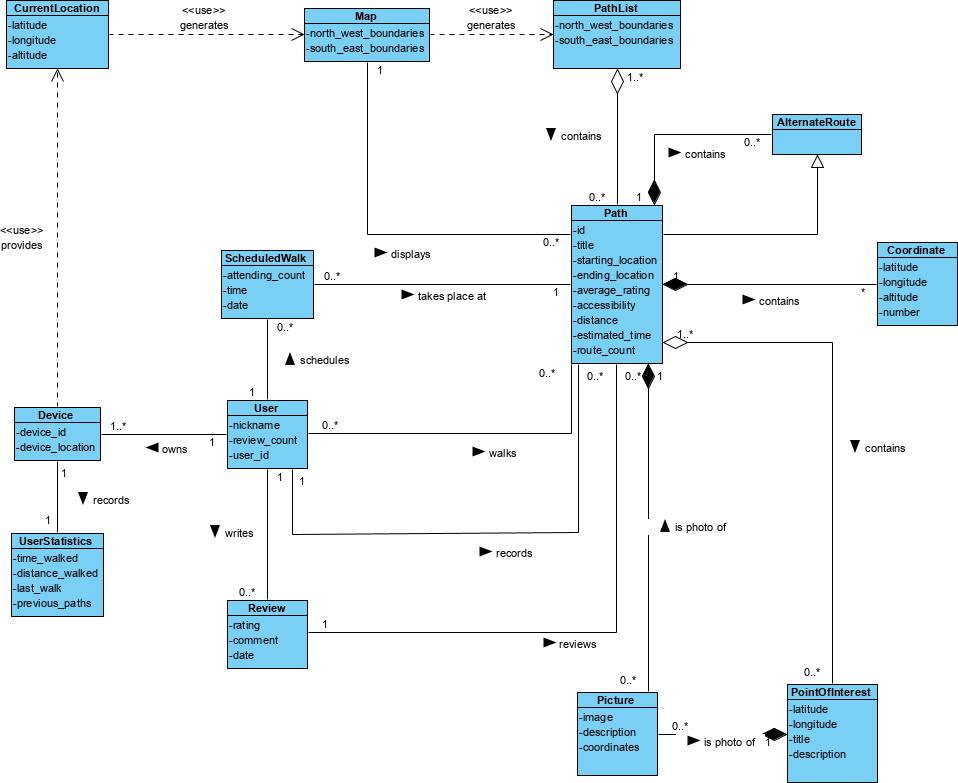 CurrentLocation
-latitude
-longitude
-altitude
<<use>>
generates
Map
-north_west_boundaries
-south_east_boundaries
1
<<use>>
generates
PathList
-north_west_boundaries
-south_east_boundaries
1..*
contains
0..*
AlternateRoute
0..*
contains
1
<<use>>
provides
displays
0..*
Path
-id
-title
-starting_location
-ending_location
-average_rating
-accessibility
-distance
-estimated_time
-route_count
Coordinate
-latitude
-longitude
-altitude
-number
1
contains
*
ScheduledWalk
-attending_count
-time
-date
0..*
takes place at
1
0..*
schedules
1
1..*
contains
0..*
0..*
0..*
0..*
1
Device
-device_id
-device_location
1..*
owns
1
User
-nickname
-review_count
-user_id
0..*
walks
1
records
1
UserStatistics
-time_walked
-distance_walked
-last_walk
-previous_paths
1
1
writes
0..*
records
is photo of
Review
-rating
-comment
-date
1
reviews
0..*
Picture
-image
-description
-coordinates
0..*
is photo of
1
PointOfInterest
-latitude
-longitude
-title
-description